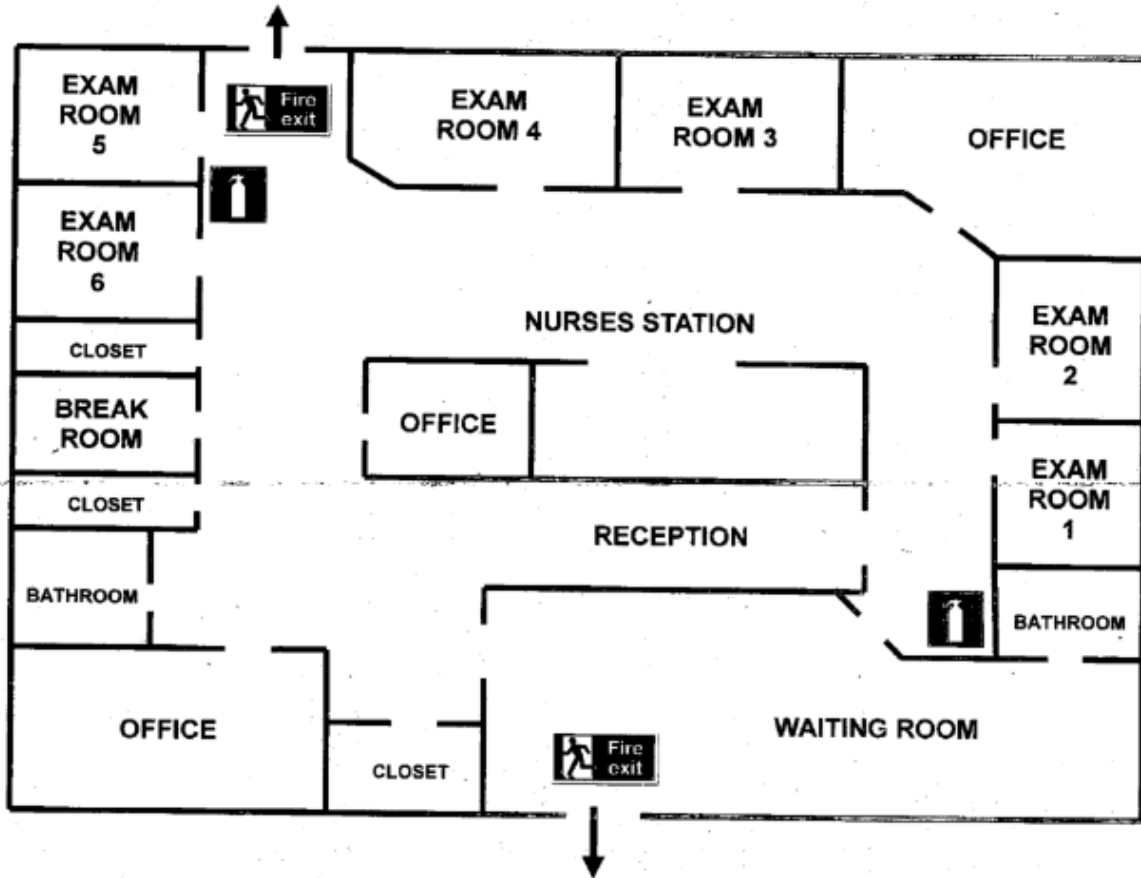 EXAM
ROOM
5
Fire
exit
EXAM
ROOM 4
EXAM
ROOM 3
OFFICE
EXAM
ROOM
6
NURSES STATION
EXAM
ROOM
2
CLOSET
BREAK
ROOM
OFFICE
CLOSET
EXAM
ROOM
1
RECEPTION
BATHROOM
BATHROOM
OFFICE
CLOSET
Fire
exit
WAITING ROOM